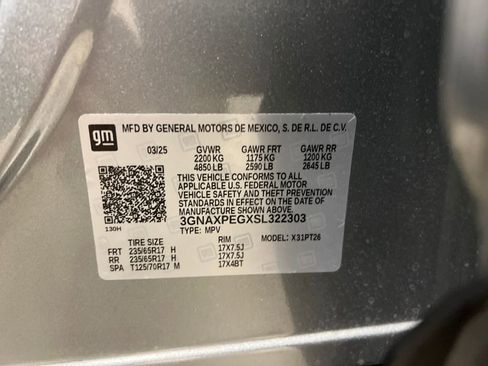 gm
MFD BY GENERAL MOTORS DE MEXICO, S. DE R.L. DE C.V.
03/25 GVWR GAWR FRT GAWR RR
2200 KG 1175 KG 1200 KG
4850 LB 2590 LB 2645 LB
THIS VEHICLE CONFORMS TO ALL
APPLICABLE U.S. FEDERAL MOTOR
VEHICLE SAFETY AND THEFT PREVENTION
STANDARDS IN EFFECT ON THE DATE OF
MANUFACTURE SHOWN ABOVE.
3GNAXPEGXSL322303
130H TYPE: MPV MODEL: X31PT26
TIRE SIZE RIM
FRT 235/65R17 H 17X7.5J
RR 235/65R17 H 17X7.5J
SPA T125/70R17 M 17X4BT